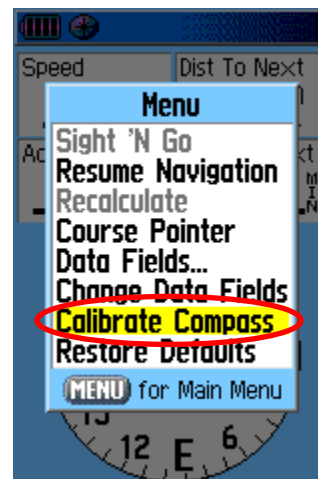 Speed
Dist To Next
Menu
Sight 'N Go
Resume Navigation
Recalculate
Course Pointer
Data Fields...
Change Data Fields
Calibrate Compass
Restore Defaults
MENU for Main Menu
12 E 6